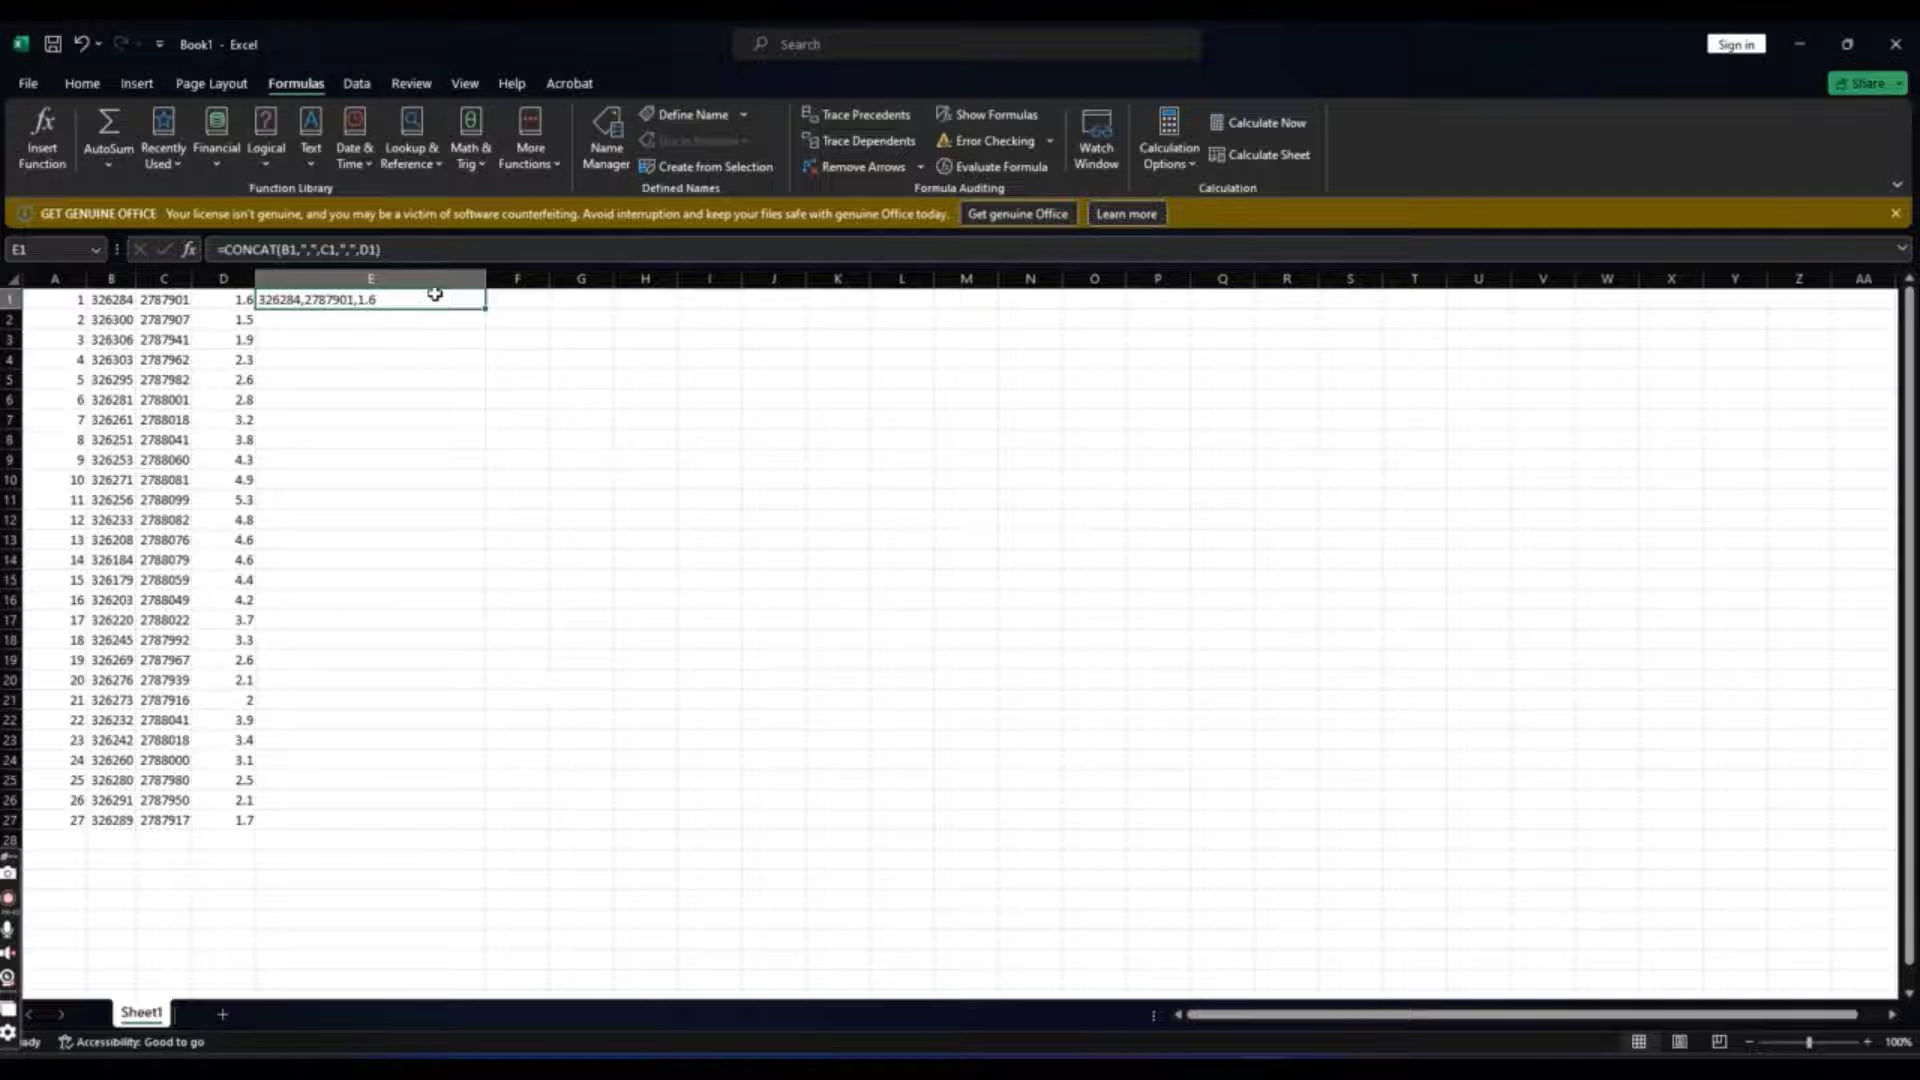 Book1 - Excel
Search
Sign in
File Home Insert Page Layout Formulas Data Review View Help Acrobat
Share
Insert Function
AutoSum
Recently Used
Financial
Logical
Text
Date & Time
Lookup & Reference
Math & Trig
More Functions
Function Library
Name Manager
Define Name
Create from Selection
Defined Names
Trace Precedents
Trace Dependents
Remove Arrows
Show Formulas
Error Checking
Evaluate Formula
Formula Auditing
Watch Window
Calculation Options
Calculate Now
Calculate Sheet
Calculation
GET GENUINE OFFICE Your license isn't genuine, and you may be a victim of software counterfeiting. Avoid interruption and keep your files safe with genuine Office today. Get genuine Office Learn more
E1 fx =CONCAT(B1,",",C1,",",D1)
A B C D E F G H I J K L M N O P Q R S T U V W X Y Z AA
1 1 326284 2787901 1.6 326284,2787901,1.6
2 2 326300 2787907 1.5
3 3 326306 2787941 1.9
4 4 326303 2787962 2.3
5 5 326295 2787982 2.6
6 6 326281 2788001 2.8
7 7 326261 2788018 3.2
8 8 326251 2788041 3.8
9 9 326253 2788060 4.3
10 10 326271 2788081 4.9
11 11 326256 2788099 5.3
12 12 326233 2788082 4.8
13 13 326208 2788076 4.6
14 14 326184 2788079 4.6
15 15 326179 2788059 4.4
16 16 326203 2788049 4.2
17 17 326220 2788022 3.7
18 18 326245 2787992 3.3
19 19 326269 2787967 2.6
20 20 326276 2787939 2.1
21 21 326273 2787916 2
22 22 326232 2788041 3.9
23 23 326242 2788018 3.4
24 24 326260 2788000 3.1
25 25 326280 2787980 2.5
26 26 326291 2787950 2.1
27 27 326289 2787917 1.7
28
Sheet1
ady Accessibility: Good to go
100%